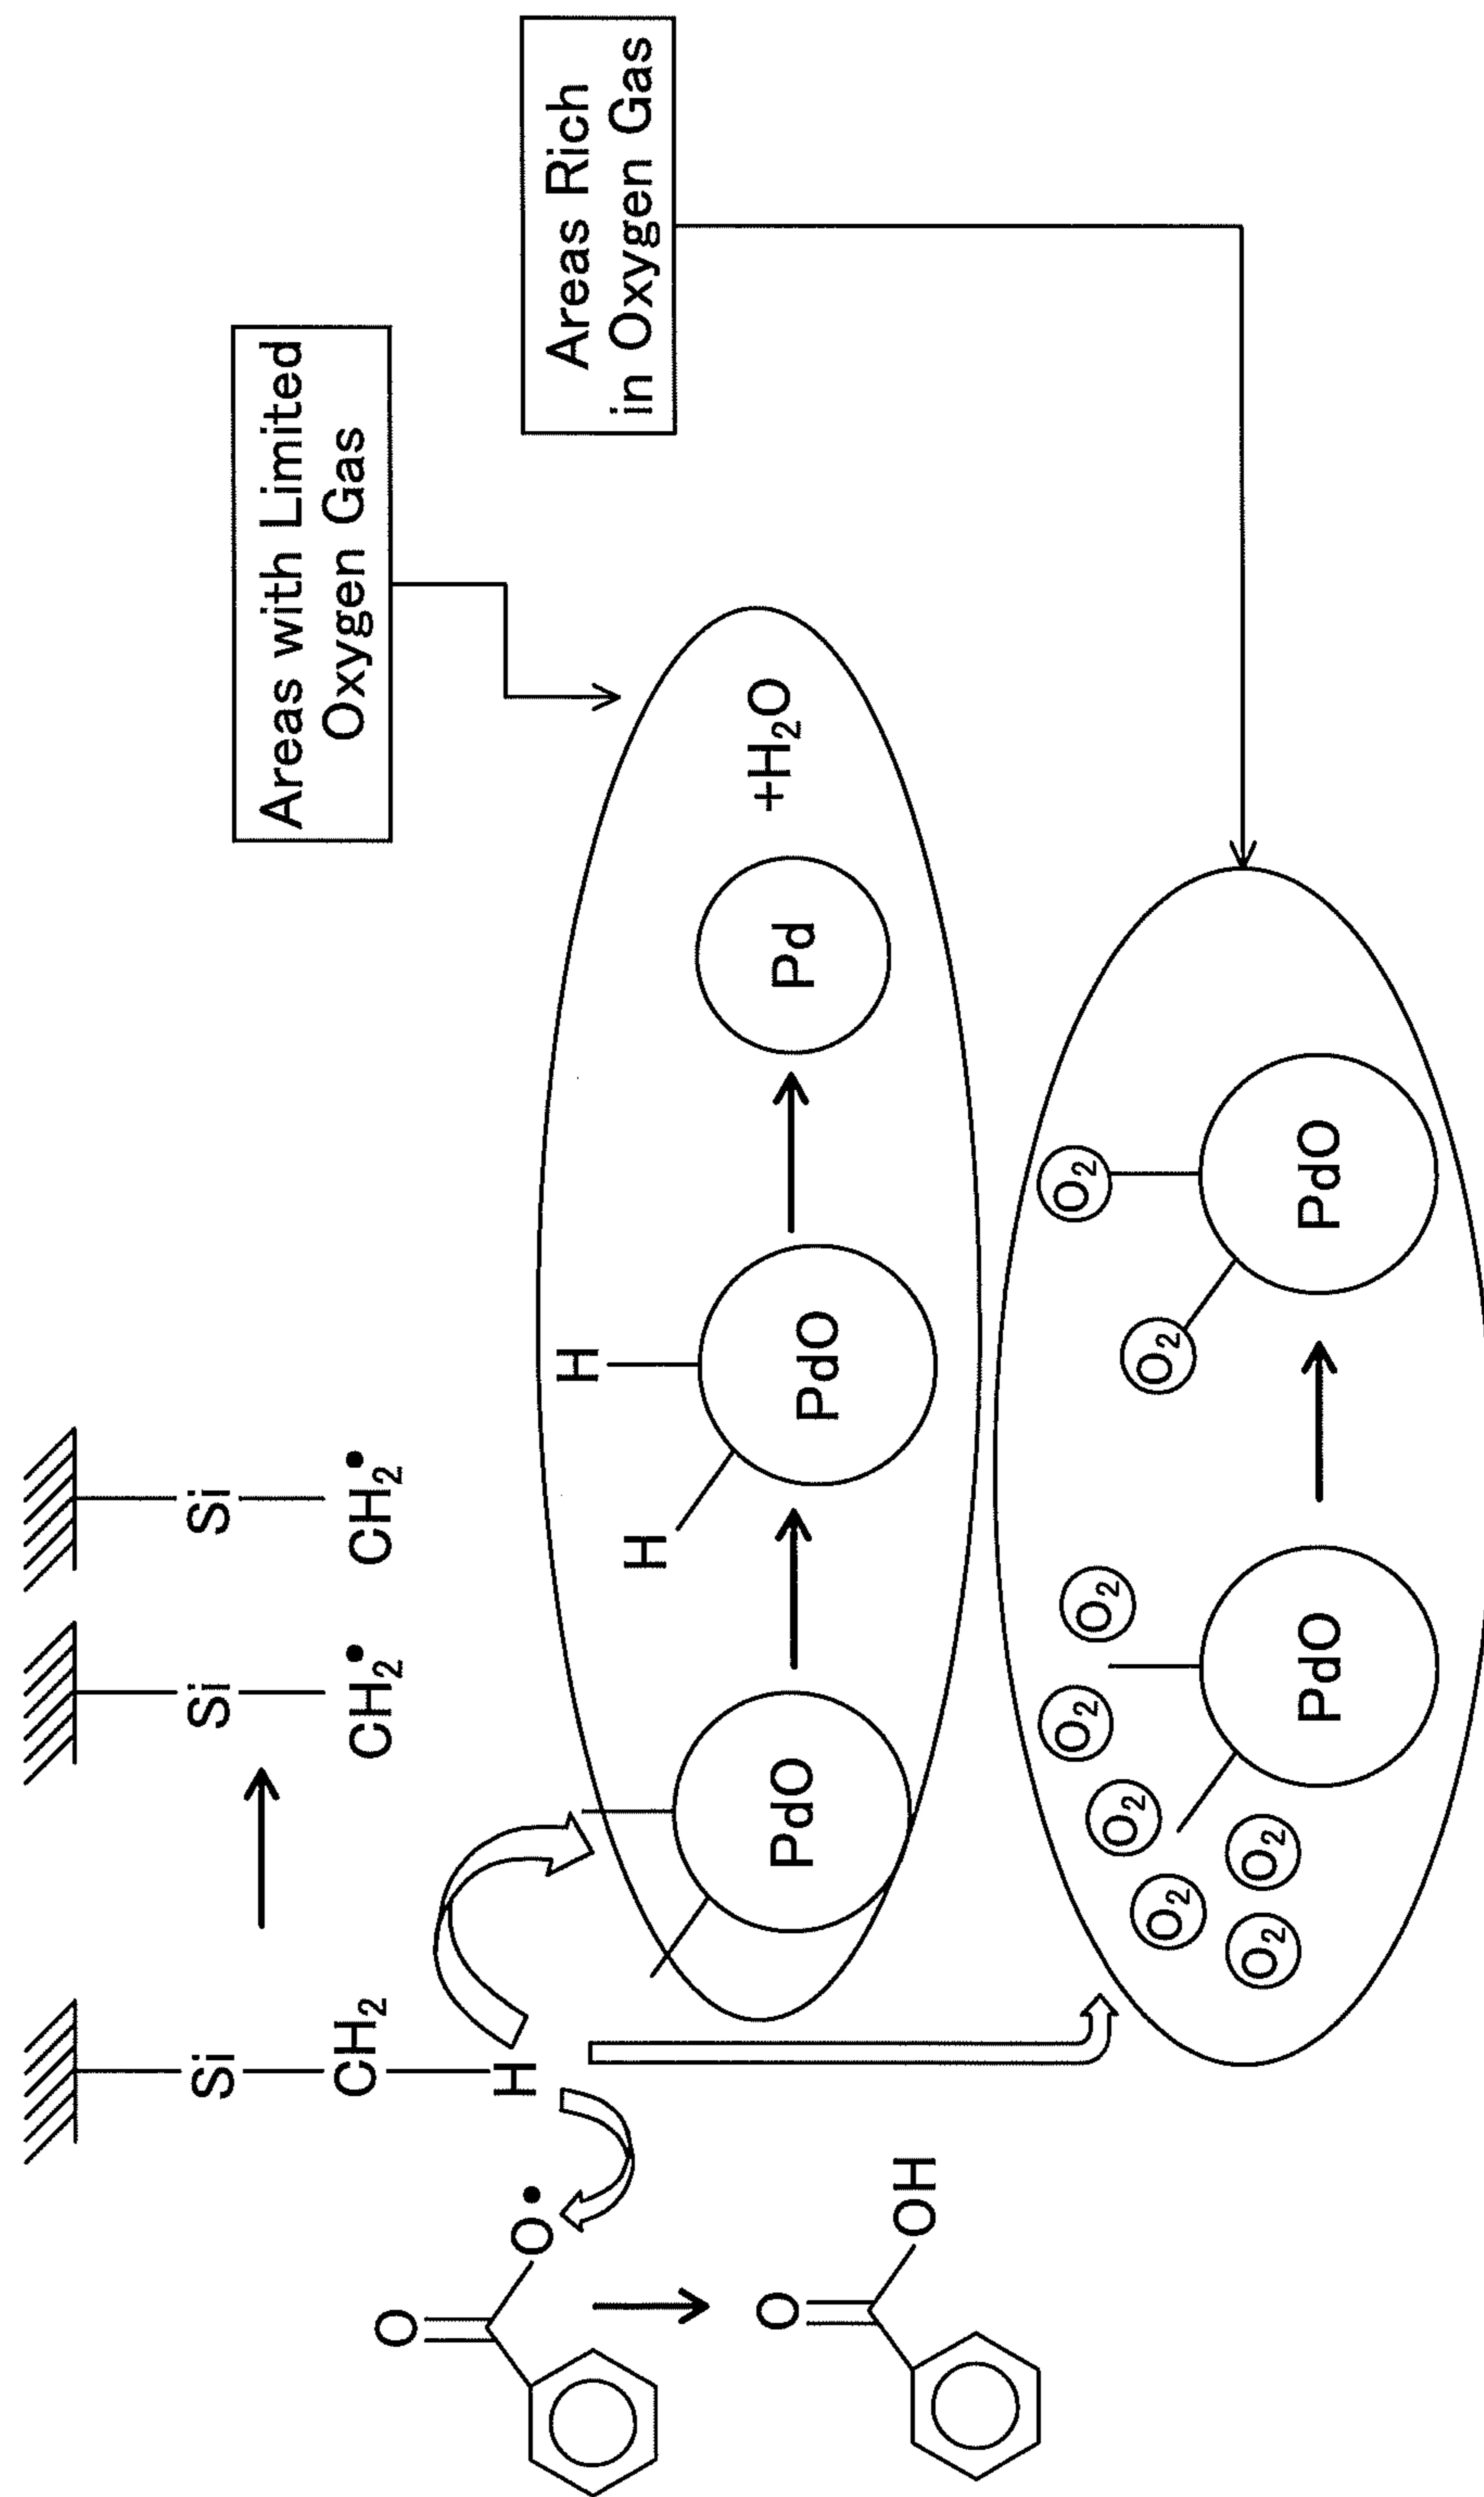 Areas with Limited
Oxygen Gas
Areas Rich
in Oxygen Gas
Si
CH₂
H
Si
CH₂•
Si
CH₂•
O
O•
O
OH
PdO
H
H
PdO
Pd
+H₂O
O₂
O₂
O₂
O₂
O₂
O₂
PdO
O₂
O₂
PdO